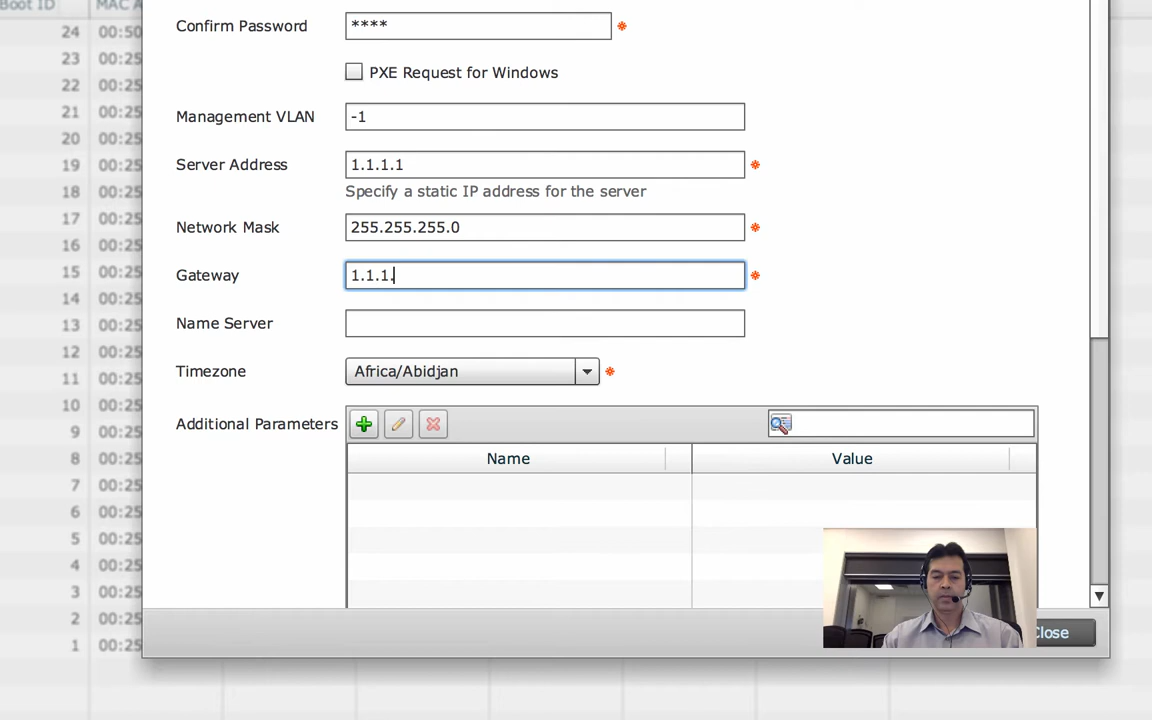 Boot ID MAC A
24 00:50
Confirm Password ****
23 00:25
PXE Request for Windows
22 00:25
21 00:25
Management VLAN -1
20 00:25
19 00:25
Server Address 1.1.1.1
18 00:25
Specify a static IP address for the server
17 00:25
Network Mask 255.255.255.0
16 00:25
15 00:25
Gateway 1.1.1.
14 00:25
13 00:25
Name Server
12 00:25
11 00:25
Timezone Africa/Abidjan
10 00:25
9 00:25
Additional Parameters
8 00:25
Name Value
7 00:25
6 00:25
5 00:25
4 00:25
3 00:25
2 00:25
1 00:25
Close